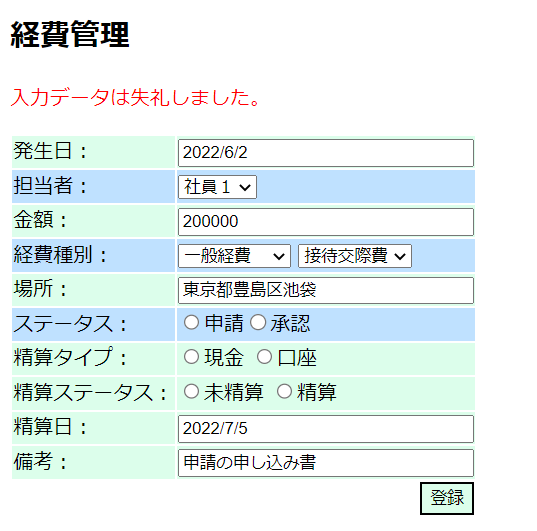 経費管理
入力データは失礼しました。
発生日： 2022/6/2
担当者： 社員１
金額： 200000
経費種別： 一般経費 接待交際費
場所： 東京都豊島区池袋
ステータス： 申請 承認
精算タイプ： 現金 口座
精算ステータス： 未精算 精算
精算日： 2022/7/5
備考： 申請の申し込み書
登録